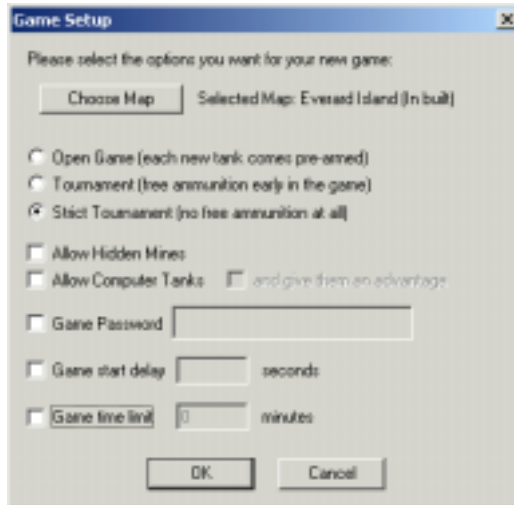 Game Setup
Please select the options you want for your new game:
Choose Map Selected Map: Everard Island (In built)
Open Game (each new tank comes pre-armed)
Tournament (free ammunition early in the game)
Strict Tournament (no free ammunition at all)
Allow Hidden Mines
Allow Computer Tanks and give them an advantage
Game Password
Game start delay seconds
Game time limit 0 minutes
OK Cancel